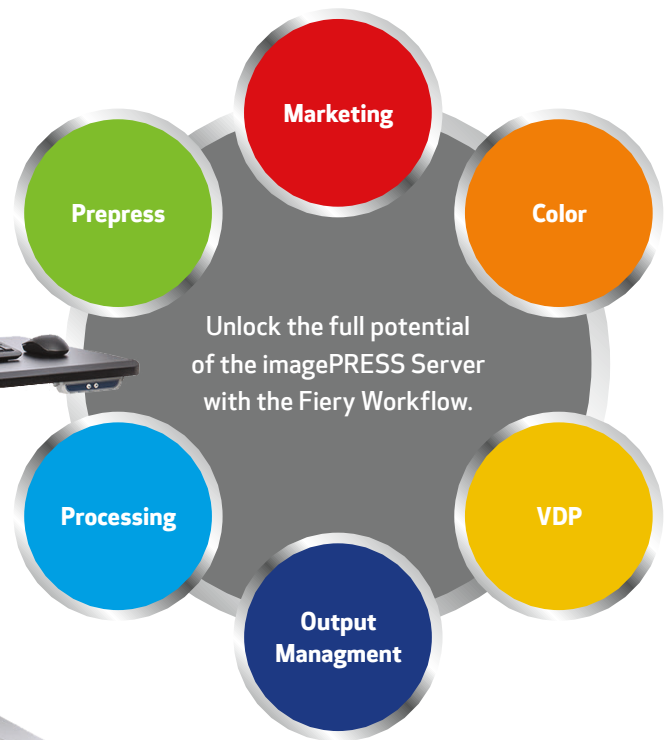 Marketing
Prepress
Color
Unlock the full potential
of the imagePRESS Server
with the Fiery Workflow.
Processing
VDP
Output
Managment